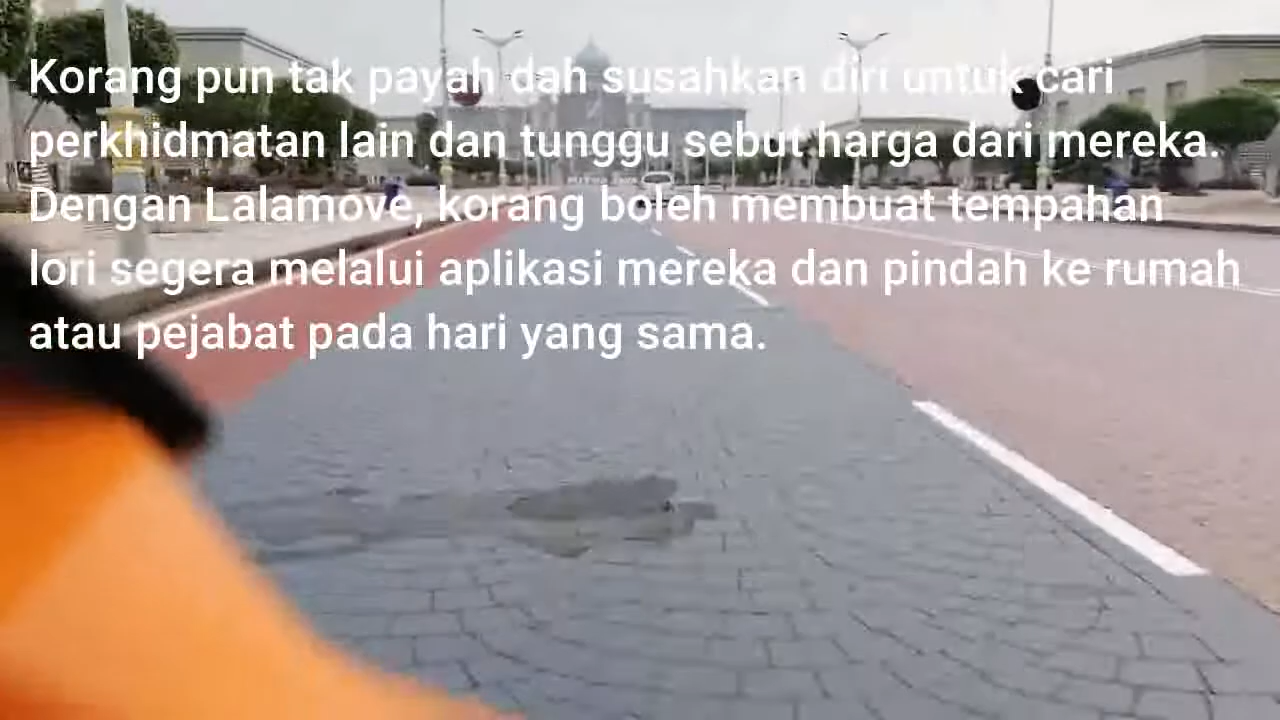 Korang pun tak payah dah susahkan diri untuk cari
perkhidmatan lain dan tunggu sebut harga dari mereka.
Dengan Lalamove, korang boleh membuat tempahan
lori segera melalui aplikasi mereka dan pindah ke rumah
atau pejabat pada hari yang sama.
PUTRA JAYA